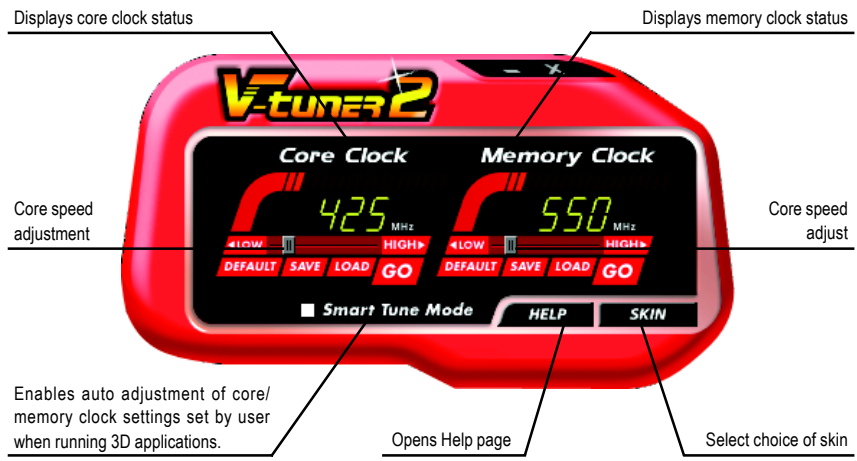 Displays core clock status
Displays memory clock status
V-TUNER2
Core Clock
Memory Clock
425 MHz
550 MHz
Core speed
adjustment
Core speed
adjust
LOW HIGH
LOW HIGH
DEFAULT SAVE LOAD GO
DEFAULT SAVE LOAD GO
Smart Tune Mode
HELP
SKIN
Enables auto adjustment of core/
memory clock settings set by user
when running 3D applications.
Opens Help page
Select choice of skin